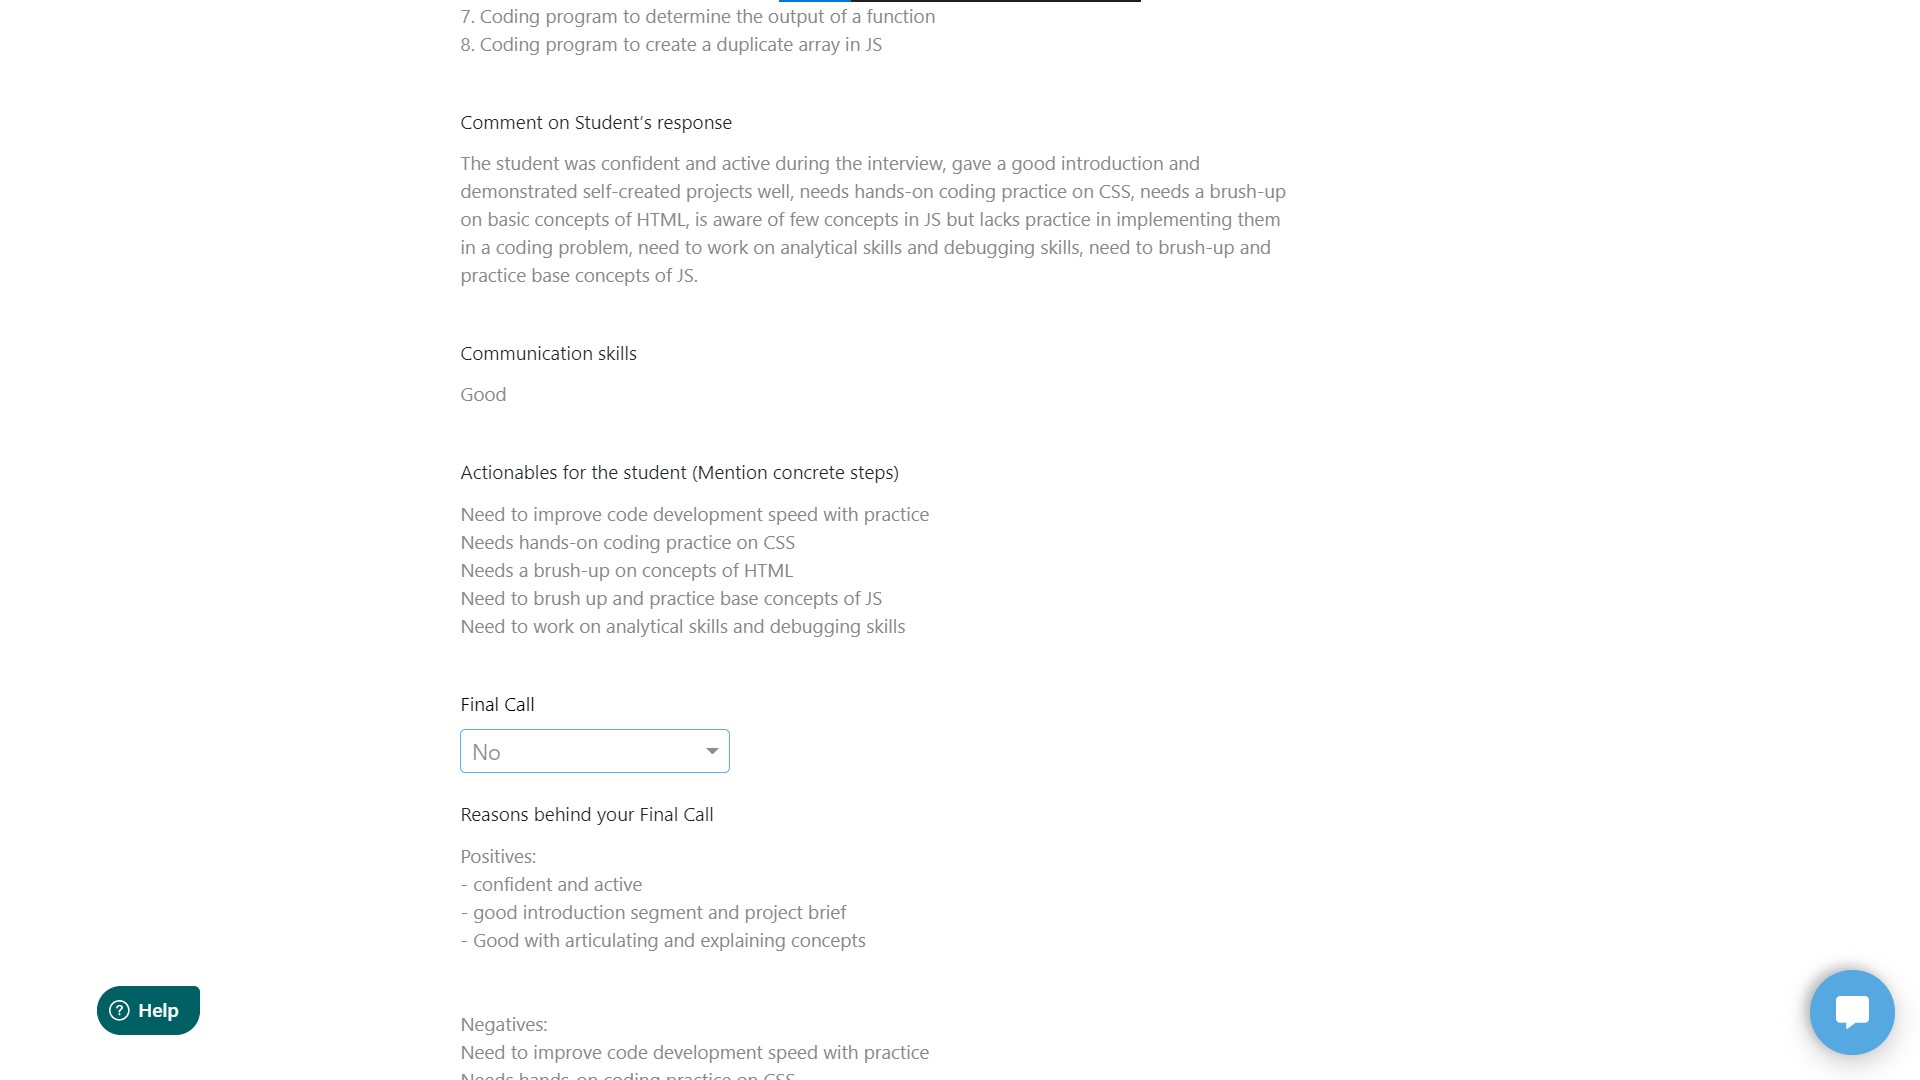 7. Coding program to determine the output of a function
8. Coding program to create a duplicate array in JS
Comment on Student's response
The student was confident and active during the interview, gave a good introduction and
demonstrated self-created projects well, needs hands-on coding practice on CSS, needs a brush-up
on basic concepts of HTML, is aware of few concepts in JS but lacks practice in implementing them
in a coding problem, need to work on analytical skills and debugging skills, need to brush-up and
practice base concepts of JS.
Communication skills
Good
Actionables for the student (Mention concrete steps)
Need to improve code development speed with practice
Needs hands-on coding practice on CSS
Needs a brush-up on concepts of HTML
Need to brush up and practice base concepts of JS
Need to work on analytical skills and debugging skills
Final Call
No
Reasons behind your Final Call
Positives:
- confident and active
- good introduction segment and project brief
- Good with articulating and explaining concepts
Help
Negatives:
Need to improve code development speed with practice
Needs hands-on coding practice on CSS